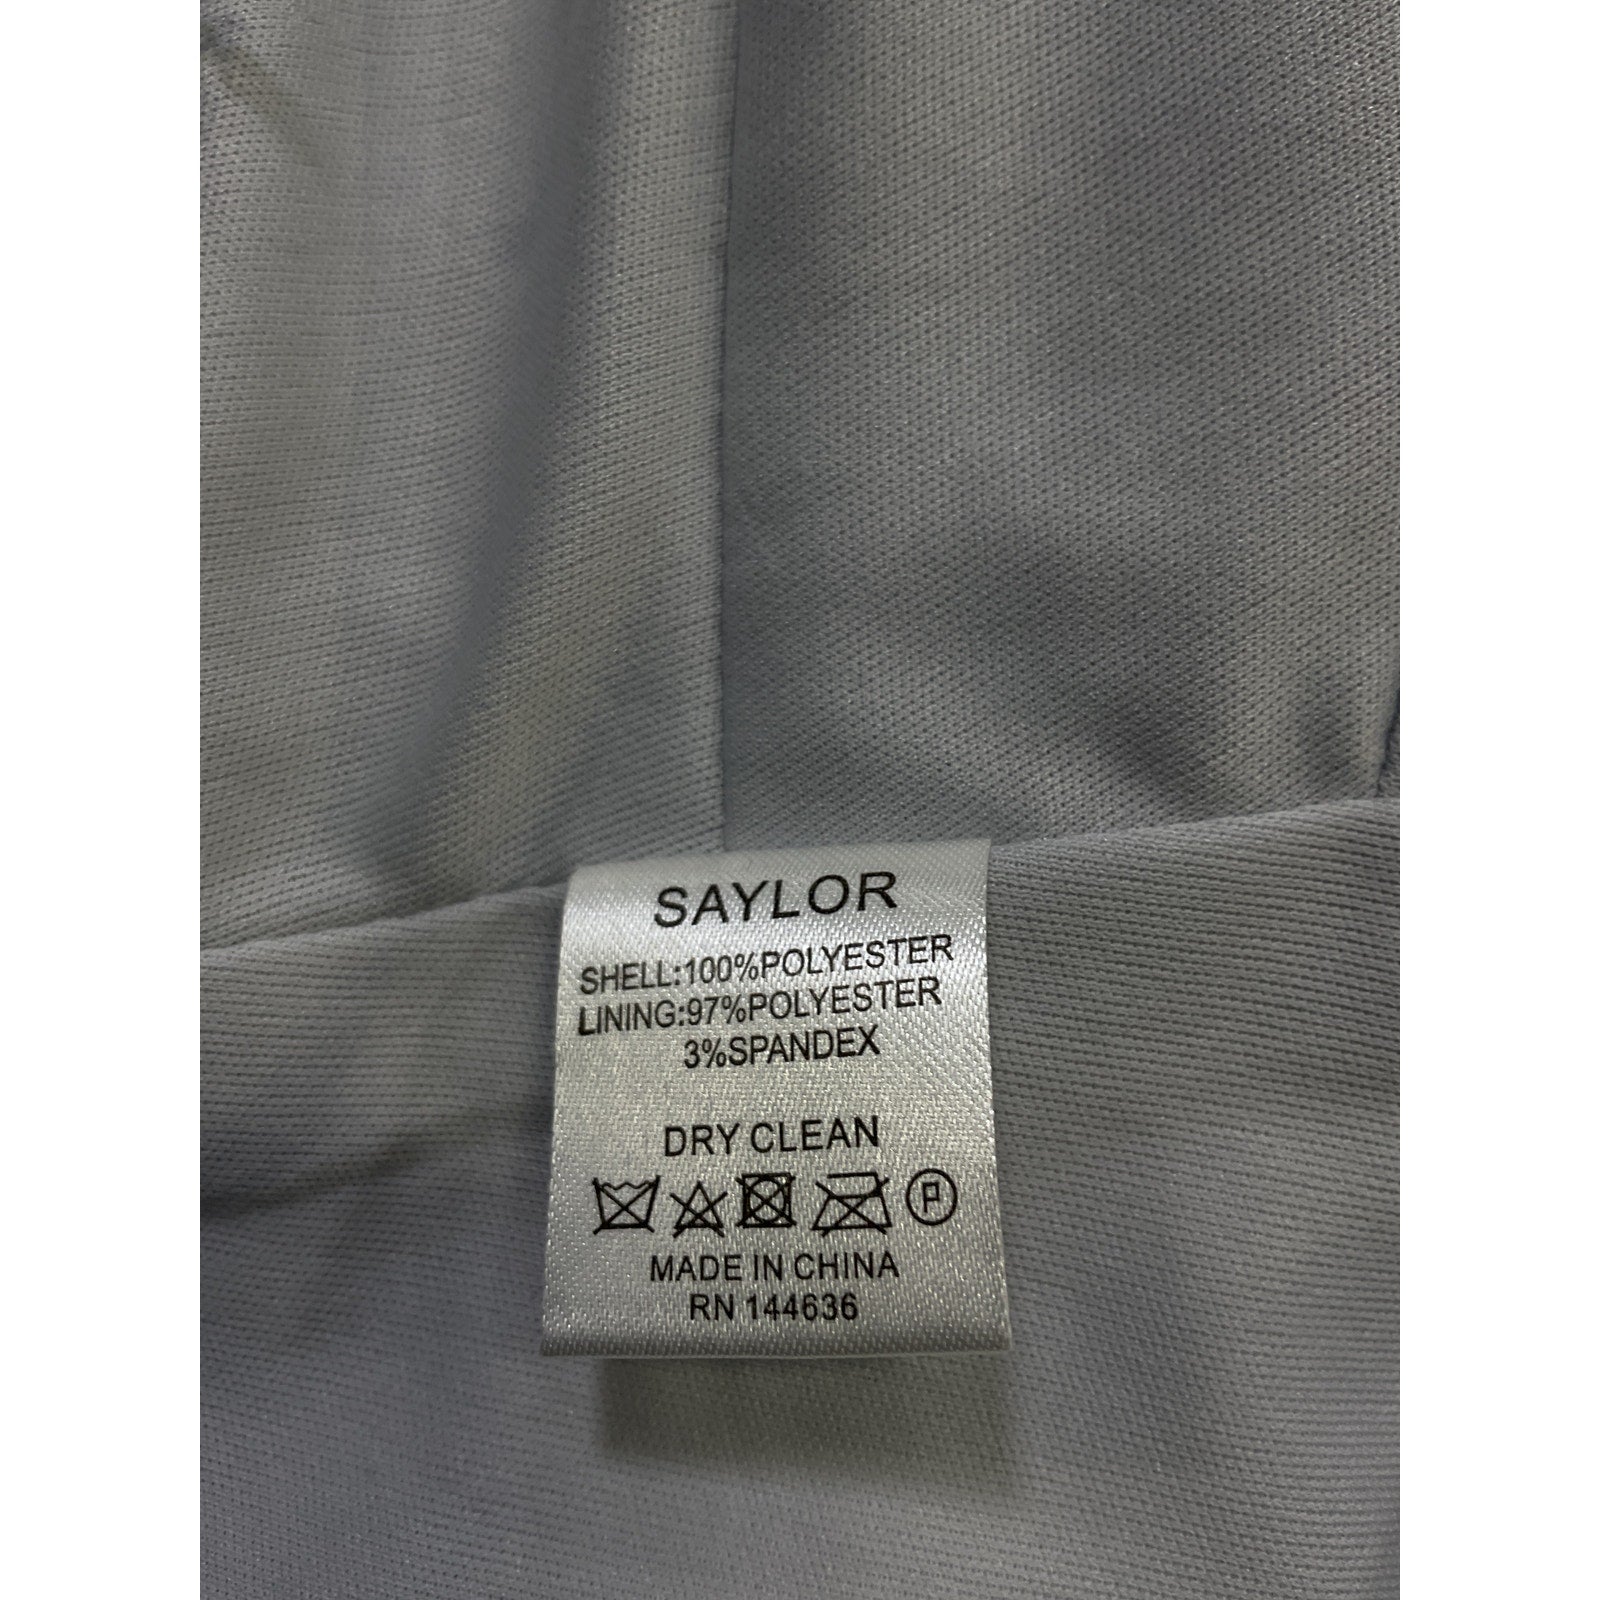 SAYLOR
SHELL:100%POLYESTER
LINING:97%POLYESTER
3%SPANDEX
DRY CLEAN
P
MADE IN CHINA
RN 144636